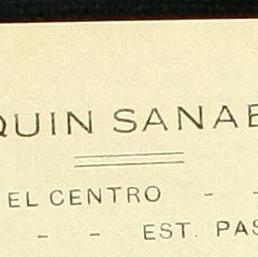 QUIN SANAB
EL CENTRO - -
- - EST. PAS